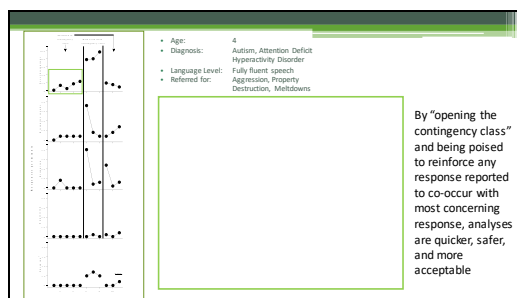 • Age: 4
• Diagnosis: Autism, Attention Deficit
Hyperactivity Disorder
• Language Level: Fully fluent speech
• Referred for: Aggression, Property
Destruction, Meltdowns
By “opening the
contingency class”
and being poised
to reinforce any
response reported
to co-occur with
most concerning
response, analyses
are quicker, safer,
and more
acceptable